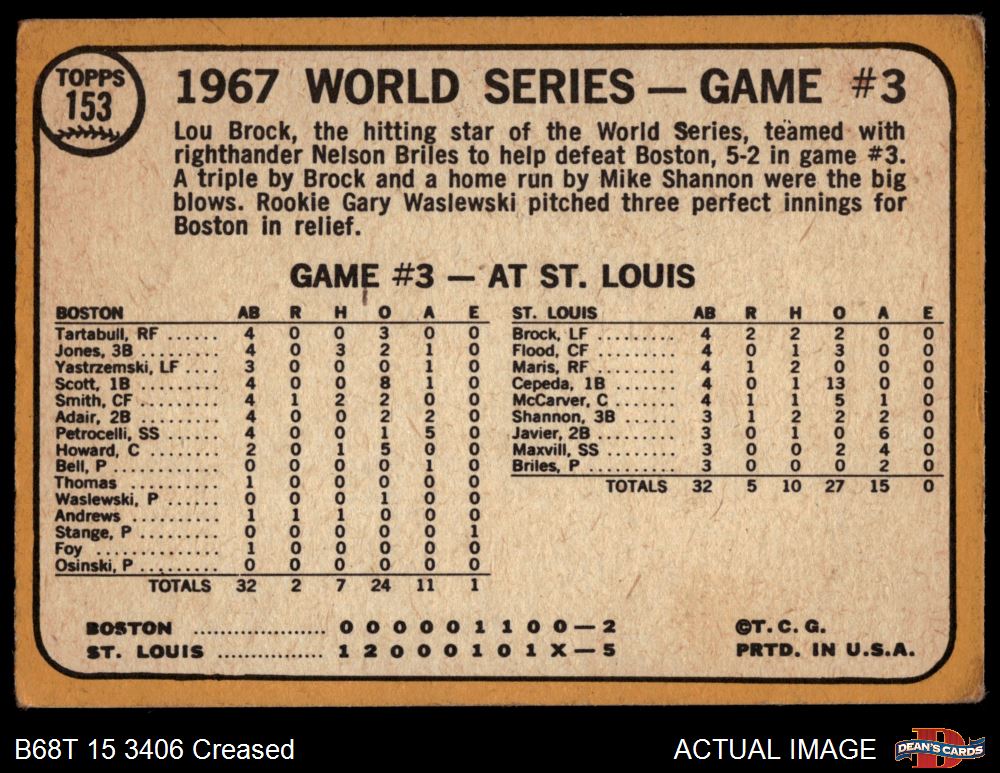 TOPPS
153
1967 WORLD SERIES — GAME #3
Lou Brock, the hitting star of the World Series, teamed with
righthander Nelson Briles to help defeat Boston, 5-2 in game #3.
A triple by Brock and a home run by Mike Shannon were the big
blows. Rookie Gary Waslewski pitched three perfect innings for
Boston in relief.
GAME #3 — AT ST. LOUIS
BOSTON AB R H O A E
Tartabull, RF ...... 4 0 0 3 0 0
Jones, 3B ......... 4 0 3 2 1 0
Yastrzemski, LF .... 3 0 0 0 1 0
Scott, 1B ......... 4 0 0 8 1 0
Smith, CF ......... 4 1 2 2 0 0
Adair, 2B ......... 4 0 0 2 2 0
Petrocelli, SS ...... 4 0 0 1 5 0
Howard, C ........ 2 0 1 5 0 0
Bell, P ............ 0 0 0 0 1 0
Thomas ........... 1 0 0 0 0 0
Waslewski, P ...... 0 0 0 1 0 0
Andrews .......... 1 1 1 0 0 0
Stange, P ......... 0 0 0 0 0 1
Foy .............. 1 0 0 0 0 0
Osinski, P ......... 0 0 0 0 0 0
TOTALS 32 2 7 24 11 1
ST. LOUIS AB R H O A E
Brock, LF ......... 4 2 2 2 0 0
Flood, CF ......... 4 0 1 3 0 0
Maris, RF ......... 4 1 2 0 0 0
Cepeda, 1B ........ 4 0 1 13 0 0
McCarver, C ....... 4 1 1 5 1 0
Shannon, 3B ....... 3 1 2 2 2 0
Javier, 2B ......... 3 0 1 0 6 0
Maxvill, SS ........ 3 0 0 2 4 0
Briles, P .......... 3 0 0 0 2 0
TOTALS 32 5 10 27 15 0
BOSTON .................... 0 0 0 0 0 1 1 0 0 — 2
ST. LOUIS ................ 1 2 0 0 0 1 0 1 X — 5
©T. C. G.
PRTD. IN U.S.A.
B68T 15 3406 Creased
ACTUAL IMAGE
DEAN'S CARDS